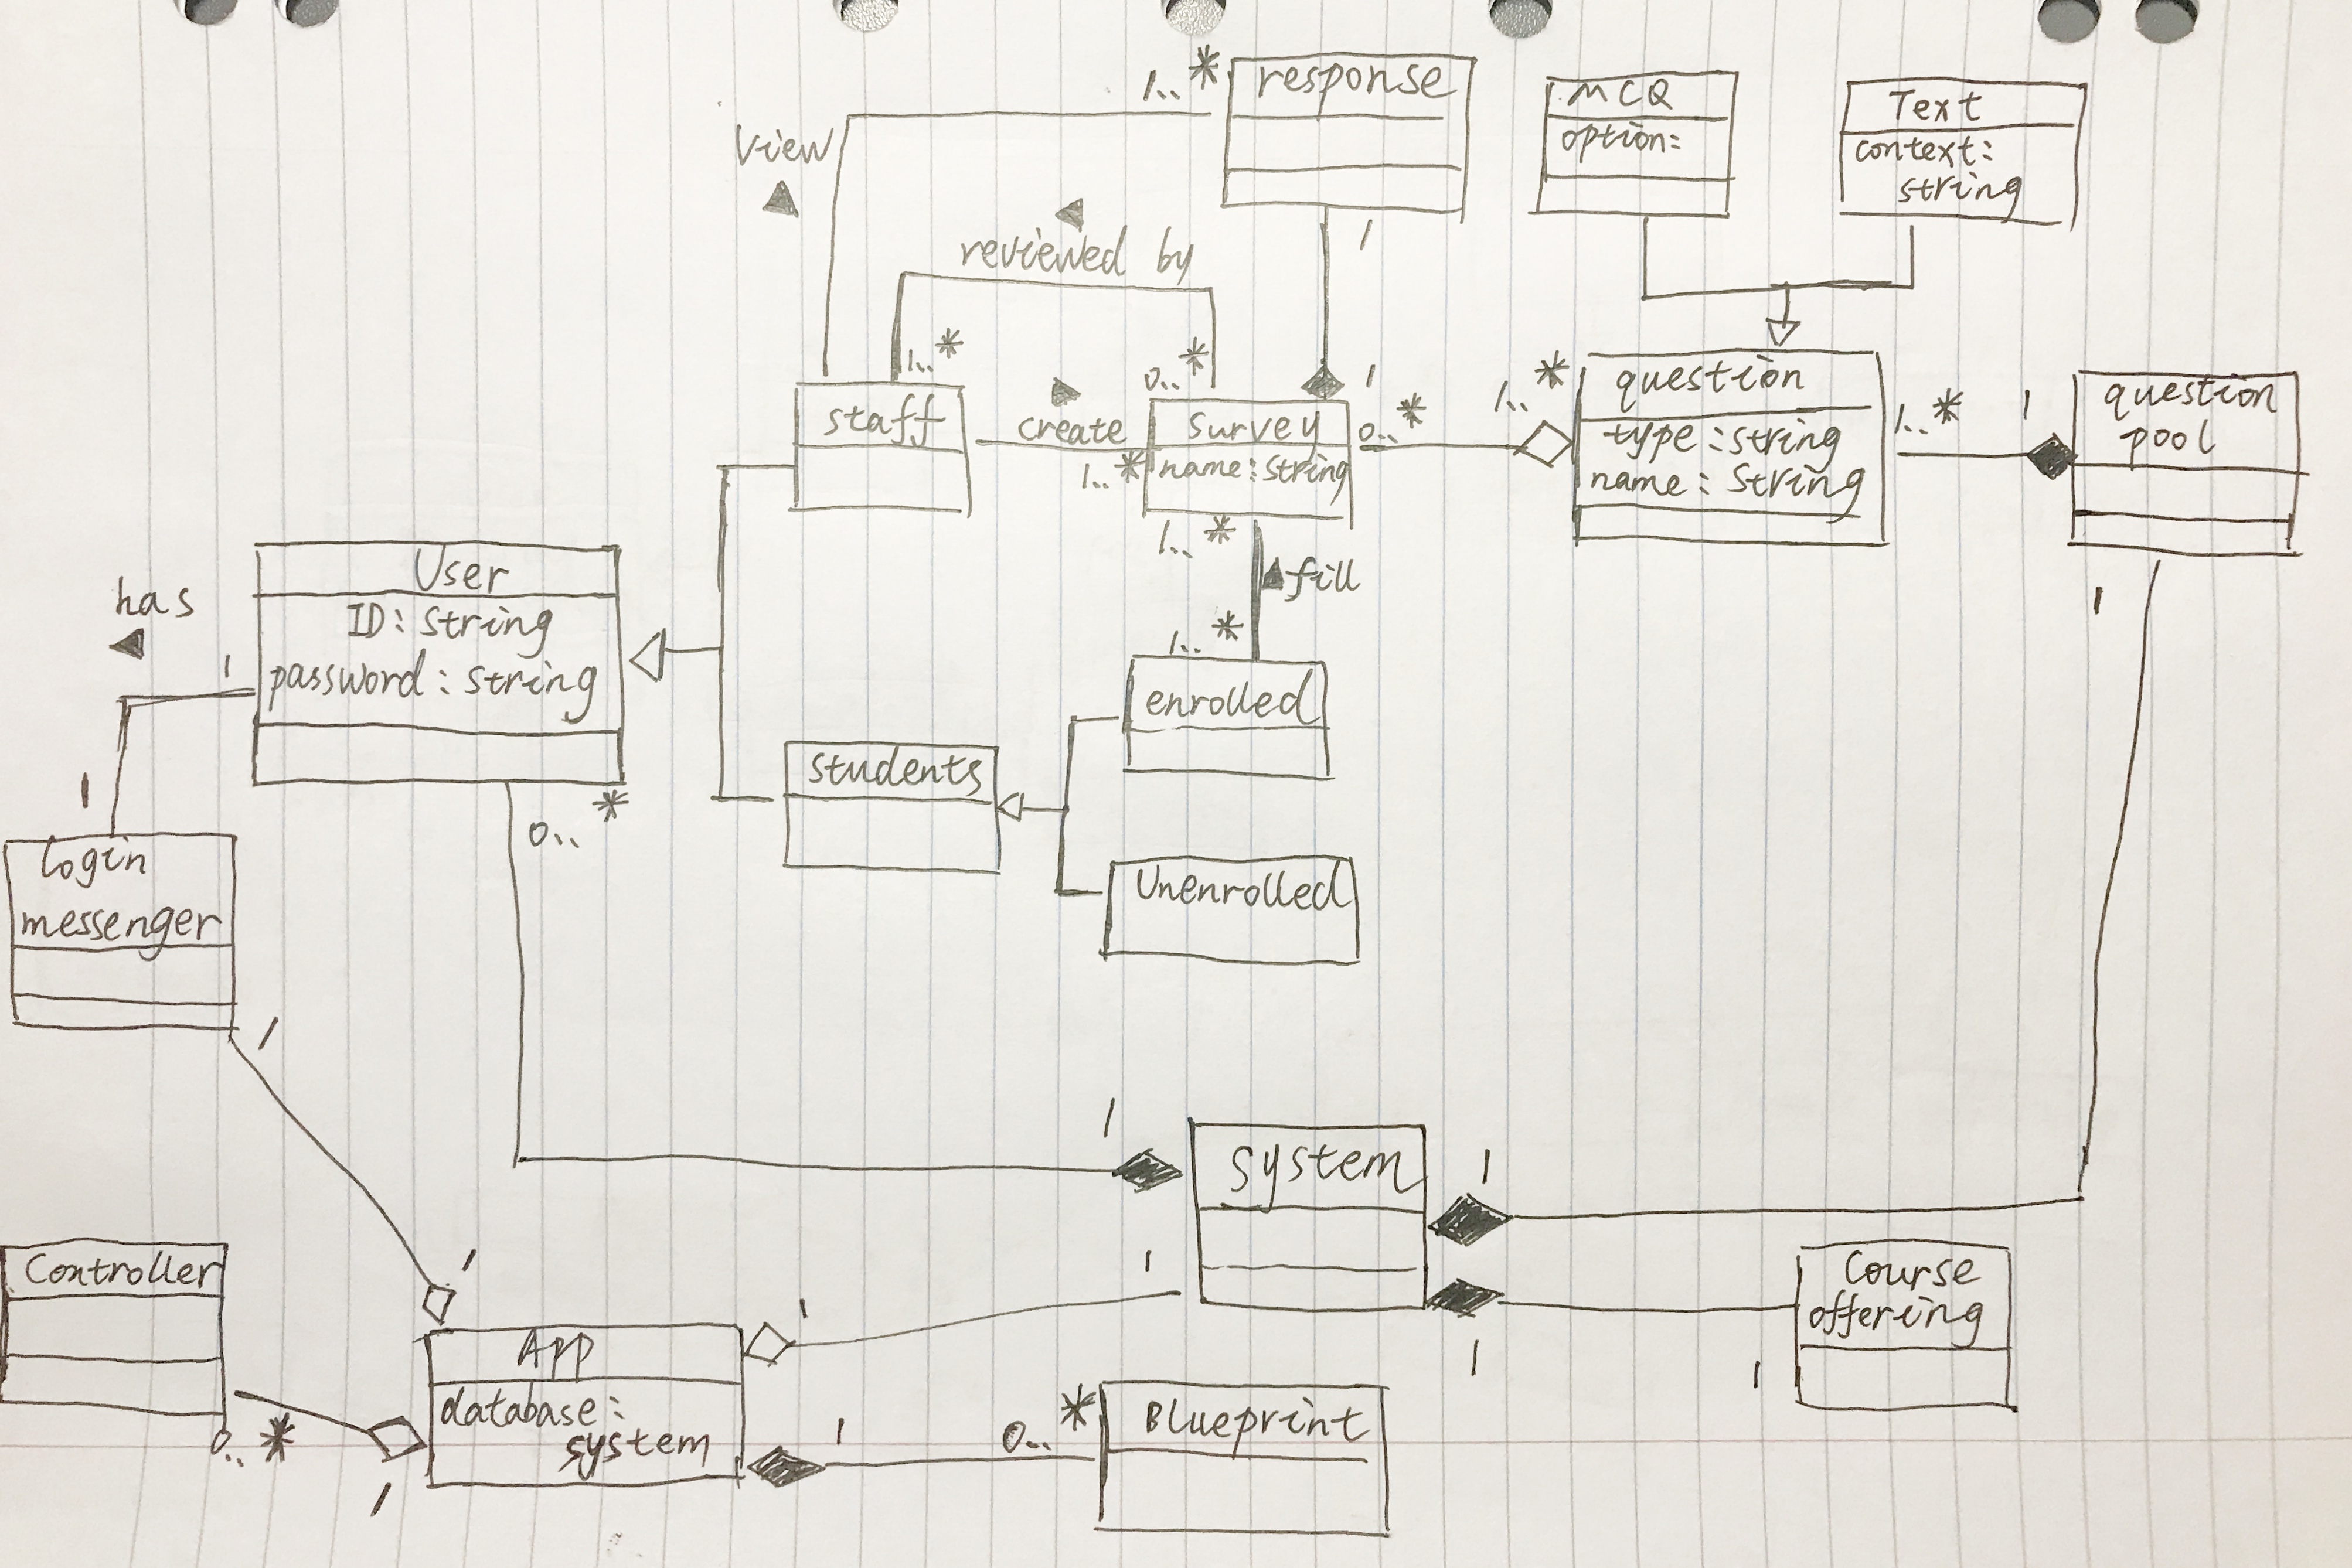 1..*
response
MCQ
option:
Text
context:
string
view
reviewed by
1
1..*
0..*
1
staff
create
1..*
survey
name: string
0..*
1..*
question
type: string
name: string
1..*
1
question
pool
1
1..*
fill
1..*
User
ID: string
password: string
has
1
1
0..*
enrolled
students
Unenrolled
login
messenger
1
1
system
1
1
1
1
Course
offering
1
Controller
0..*
1
1
1
App
database:
system
1
0..*
Blueprint